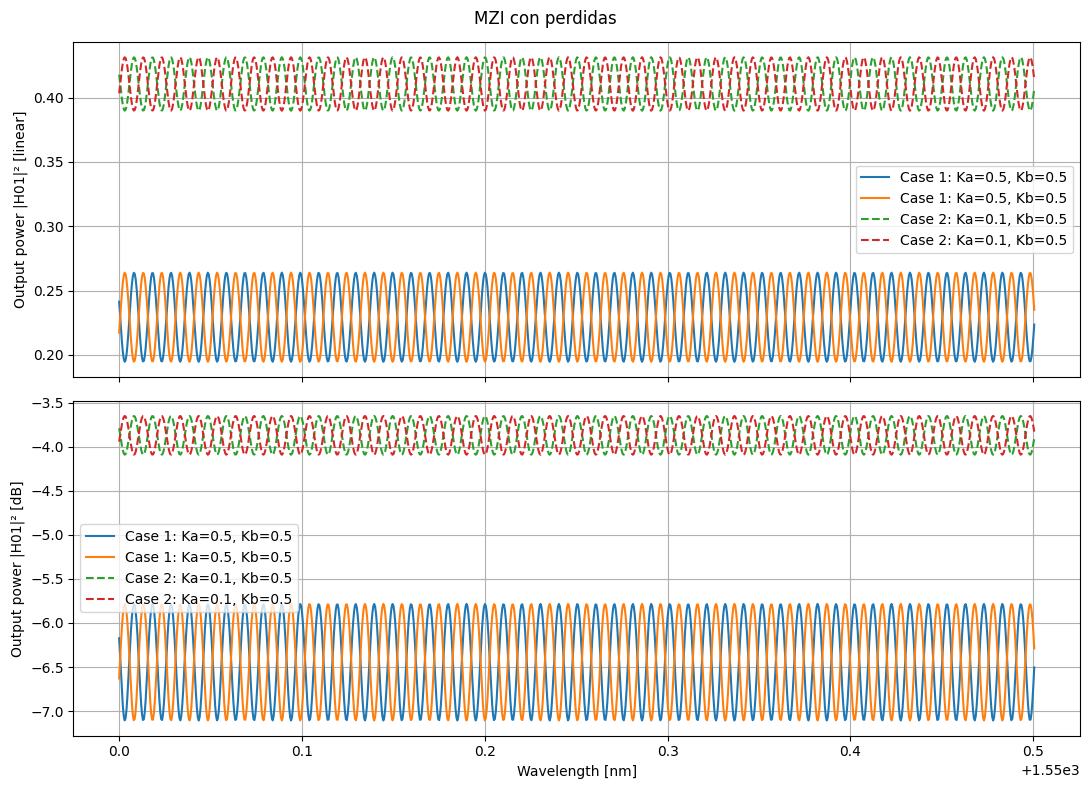 MZI con perdidas
Output power |H01|² [linear]
0.40
0.35
0.30
0.25
0.20
Case 1: Ka=0.5, Kb=0.5
Case 1: Ka=0.5, Kb=0.5
Case 2: Ka=0.1, Kb=0.5
Case 2: Ka=0.1, Kb=0.5
Output power |H01|² [dB]
−3.5
−4.0
−4.5
−5.0
−5.5
−6.0
−6.5
−7.0
Case 1: Ka=0.5, Kb=0.5
Case 1: Ka=0.5, Kb=0.5
Case 2: Ka=0.1, Kb=0.5
Case 2: Ka=0.1, Kb=0.5
0.0 0.1 0.2 0.3 0.4 0.5
Wavelength [nm]
+1.55e3